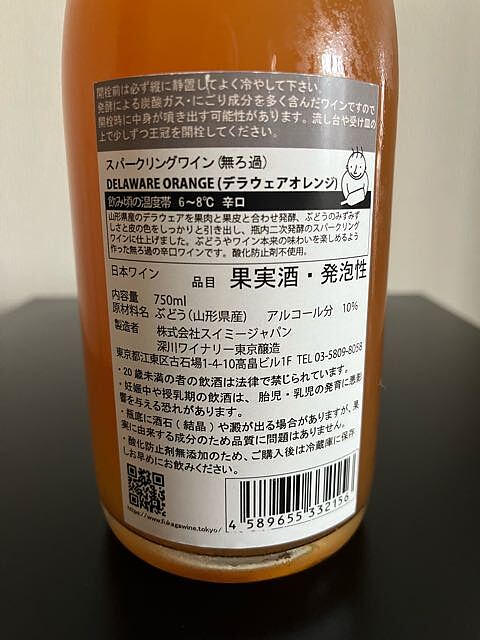 開栓前は必ず縦に静置してよく冷やして下さい。
発酵による炭酸ガス・にごり成分を多く含んだワインですので
開栓時に中身が噴き出す可能性があります。流し台や受け皿の
上で少しずつ王冠を開栓してください。
スパークリングワイン(無ろ過)
DELAWARE ORANGE (デラウェアオレンジ)
飲み頃の温度帯 6~8℃ 辛口
山形県産のデラウェアを果肉と果皮と合わせ発酵、ぶどうのみずみず
しさと皮の色をしっかりと引き出し、瓶内二次発酵のスパークリング
ワインに仕上げました。ぶどうやワイン本来の味わいを楽しめるよう
作った無ろ過の辛口ワインです。酸化防止剤不使用。
日本ワイン 品目 果実酒・発泡性
内容量 750ml
原材料名 ぶどう(山形県産) アルコール分 10%
製造者 株式会社スイミージャパン
深川ワイナリー東京醸造
東京都江東区古石場1-4-10高畠ビル1F TEL 03-5809-8058
・20歳未満の者の飲酒は法律で禁じられています。
・妊娠中や授乳期の飲酒は、胎児・乳児の発育に悪影
響を与える恐れがあります。
・瓶底に酒石(結晶)や澱が出る場合がありますが、果
実に由来する成分のため品質に問題はありません。
・酸化防止剤無添加のため、ご購入後は冷蔵庫に保存
しお早めにお飲みください。
https://www.fukagawine.tokyo/
4 589655 332156